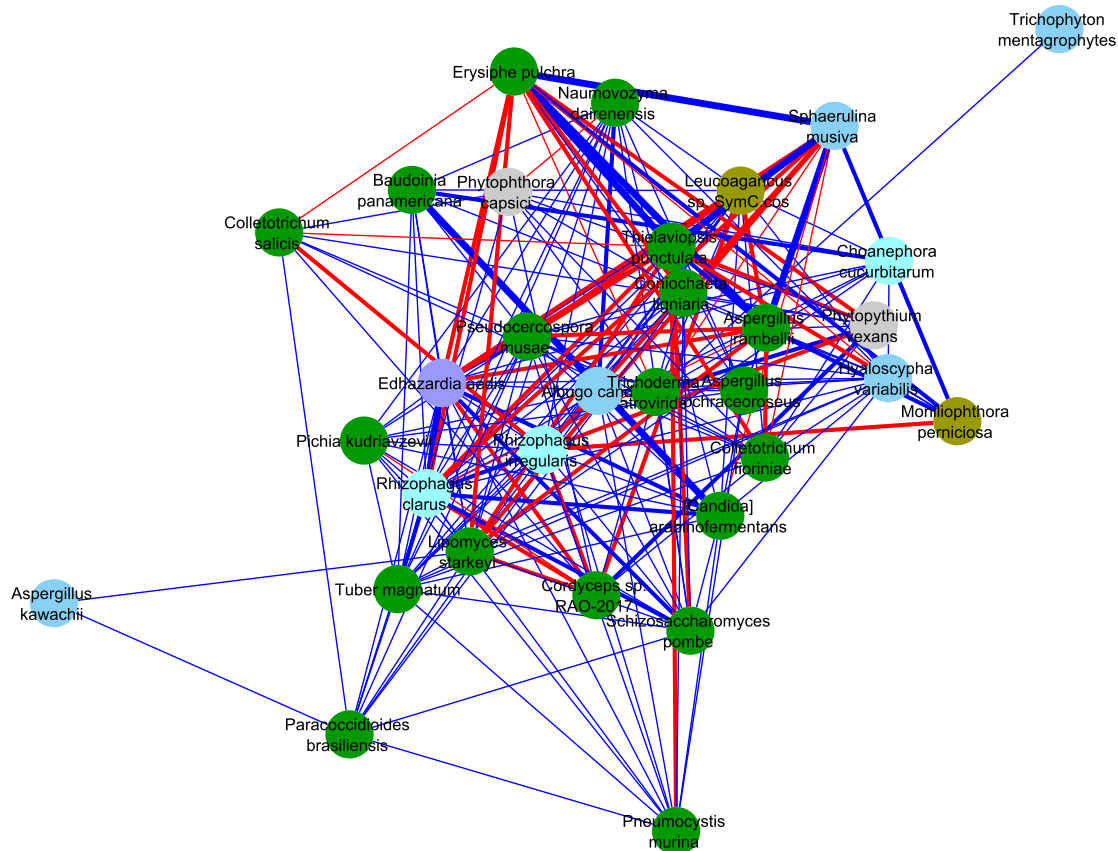 Trichophyton
mentagrophytes
Erysiphe pulchra
Naumovozyma
dairenensis
Sphaerulina
musiva
Baudoinia
panamericana
Phytophthora
capsici
Leucoagaricus
sp. SymC.cos
Colletotrichum
salicis
Thielaviopsis
punctulata
Choanephora
cucurbitarum
Coniochaeta
ligniaria
Pseudocercospora
musae
Aspergillus
rambellii
Phytopythium
vexans
Edhazardia aedis
Albugo candida
Trichoderma
atroviride
Aspergillus
ochraceoroseus
Hyaloscypha
variabilis
Moniliophthora
perniciosa
Pichia kudriavzevii
Rhizophagus
irregularis
Colletotrichum
fioriniae
Rhizophagus
clarus
[Candida]
arabinofermentans
Lipomyces
starkeyi
Tuber magnatum
Cordyceps sp.
RAO-2017
Aspergillus
kawachii
Schizosaccharomyces
pombe
Paracoccidioides
brasiliensis
Pneumocystis
murina